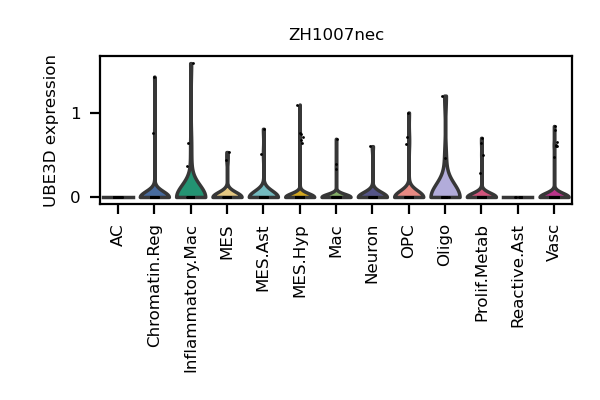 ZH1007nec
UBE3D expression
1
0
AC
Chromatin.Reg
Inflammatory.Mac
MES
MES.Ast
MES.Hyp
Mac
Neuron
OPC
Oligo
Prolif.Metab
Reactive.Ast
Vasc